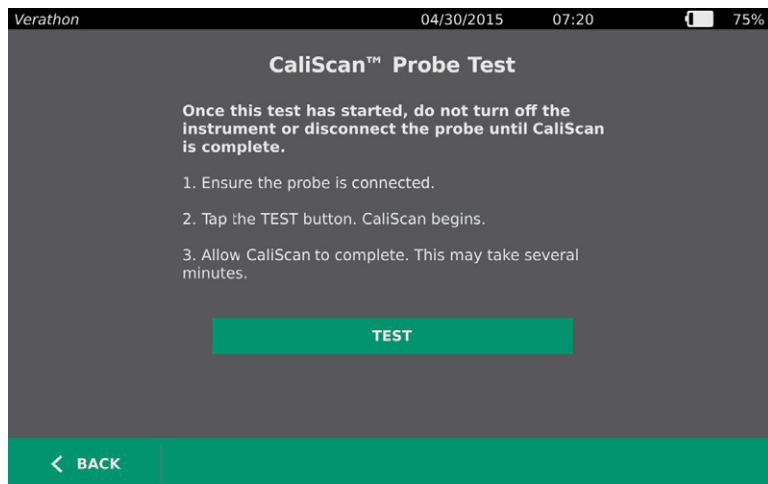 Verathon 04/30/2015 07:20 75%
CaliScan™ Probe Test
Once this test has started, do not turn off the
instrument or disconnect the probe until CaliScan
is complete.
1. Ensure the probe is connected.
2. Tap the TEST button. CaliScan begins.
3. Allow CaliScan to complete. This may take several
minutes.
TEST
BACK